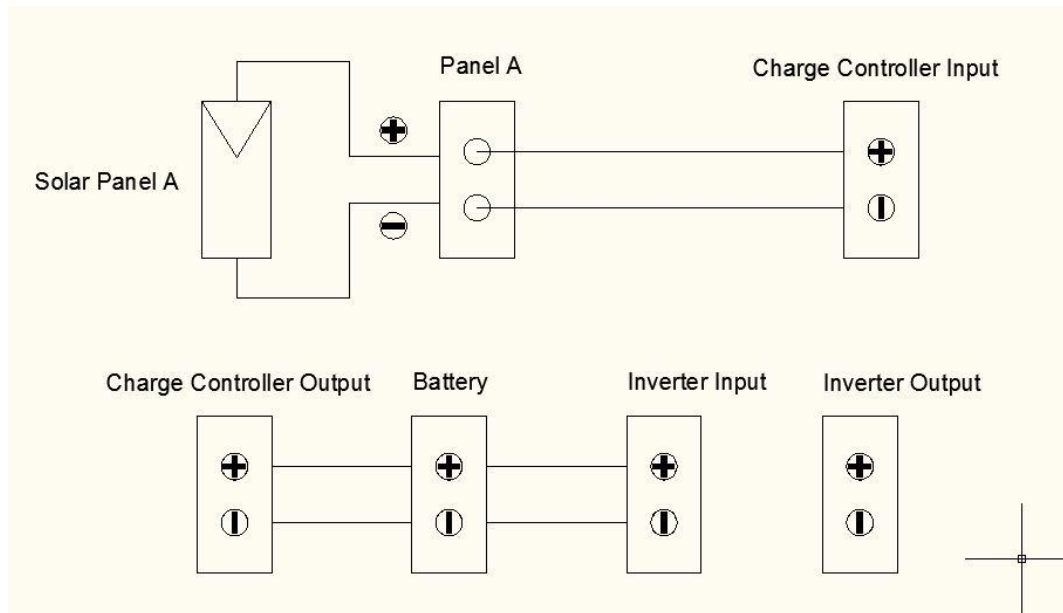 Panel A
Charge Controller Input
Solar Panel A
Charge Controller Output
Battery
Inverter Input
Inverter Output